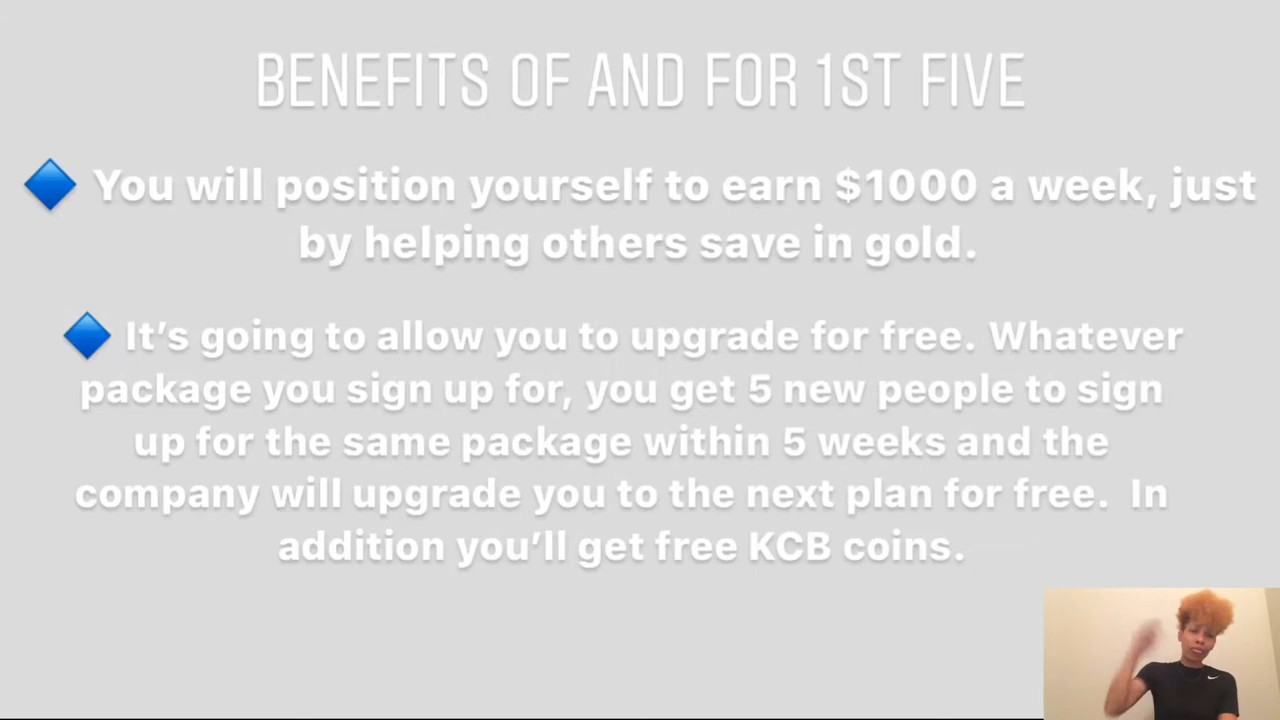 BENEFITS OF AND FOR 1ST FIVE
You will position yourself to earn $1000 a week, just
by helping others save in gold.
It’s going to allow you to upgrade for free. Whatever
package you sign up for, you get 5 new people to sign
up for the same package within 5 weeks and the
company will upgrade you to the next plan for free.  In
addition you’ll get free KCB coins.